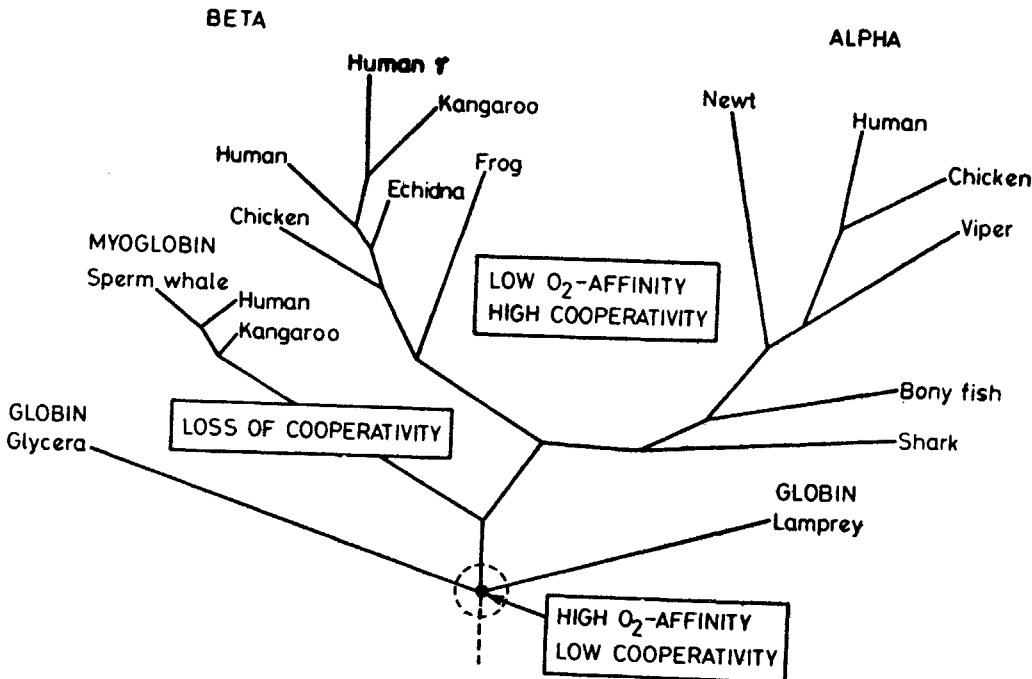 BETA
ALPHA
Human γ
Kangaroo
Newt
Human
Human
Frog
Echidna
Chicken
Chicken
Viper
MYOGLOBIN
Sperm whale
Human
Kangaroo
LOW O₂-AFFINITY
HIGH COOPERATIVITY
Bony fish
GLOBIN
Glycera
LOSS OF COOPERATIVITY
Shark
GLOBIN
Lamprey
HIGH O₂-AFFINITY
LOW COOPERATIVITY